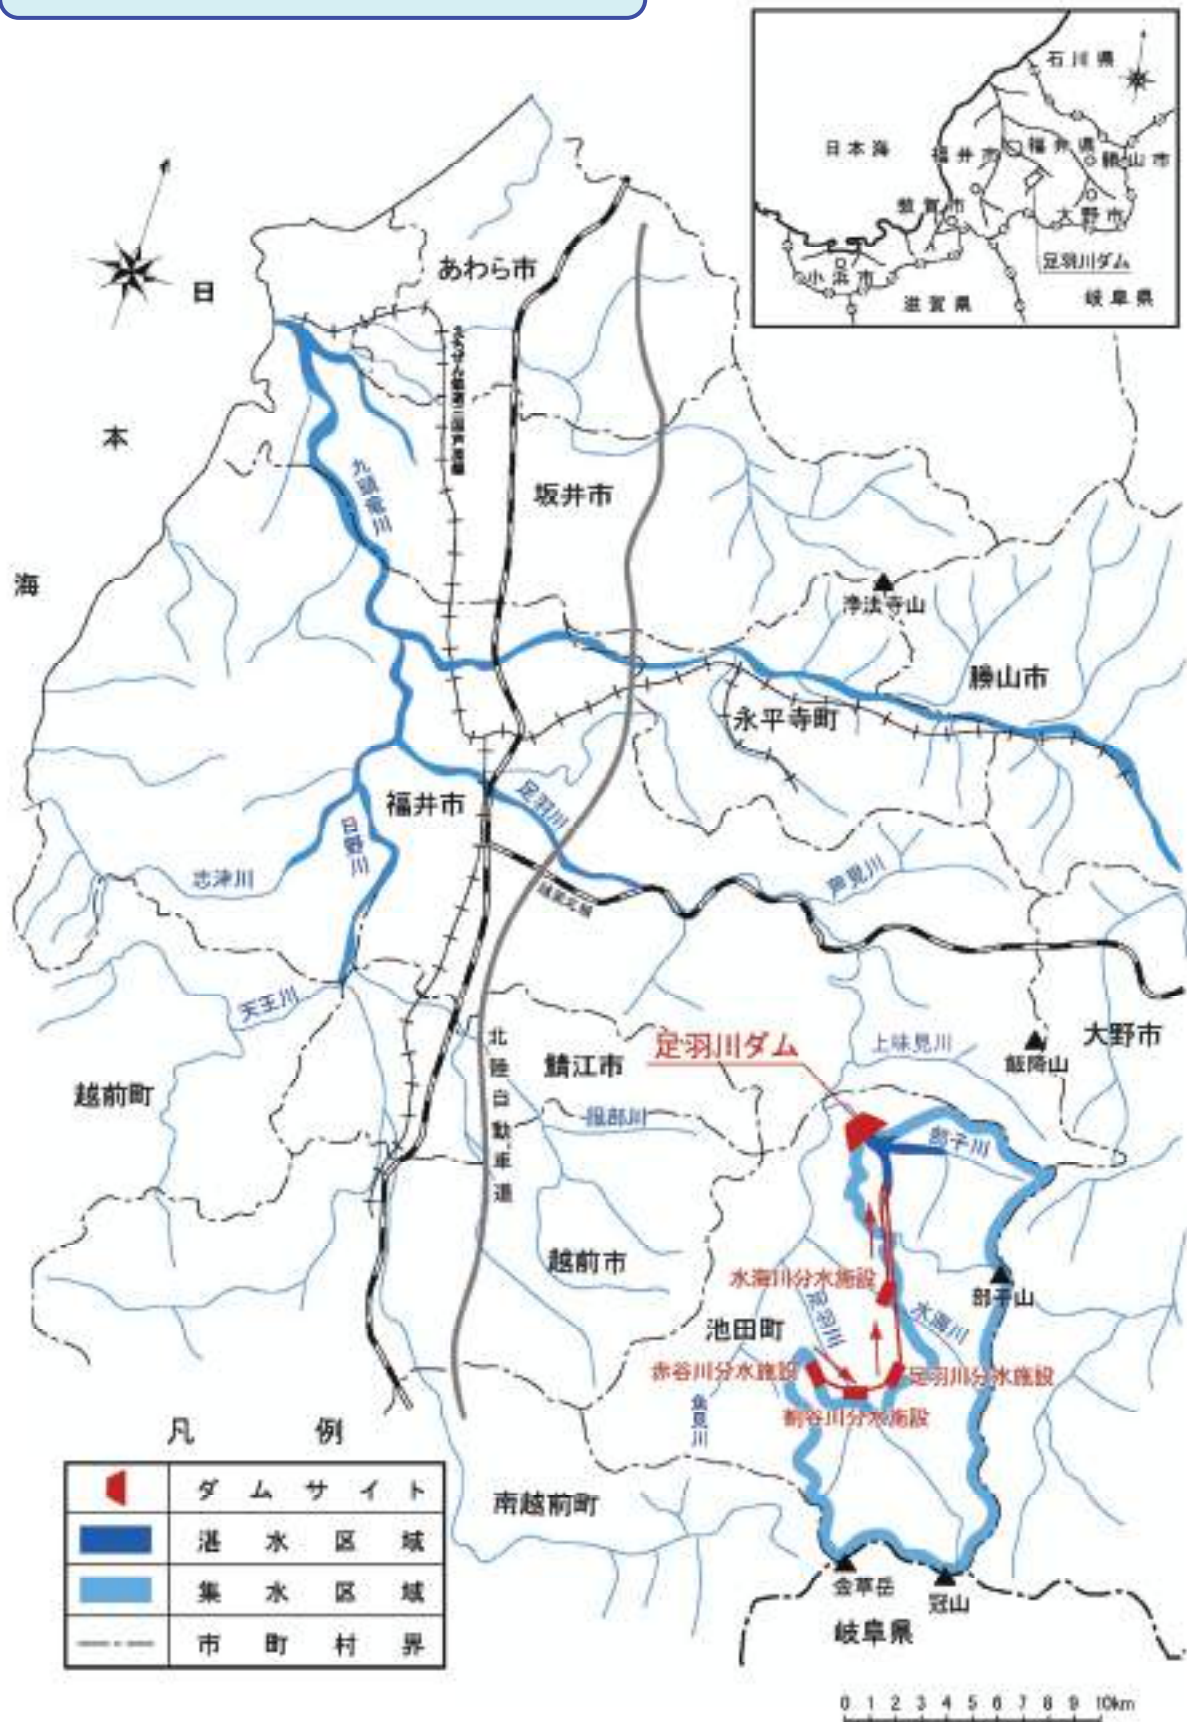 石川県
日本海
福井市
福井県
勝山市
敦賀市
大野市
小浜市
足羽川ダム
滋賀県
岐阜県
日
本
海
あわら市
坂井市
九頭竜川
浄法寺山
勝山市
永平寺町
福井市
足羽川
日野川
志津川
芦見川
越美北線
天王川
足羽川ダム
上味見川
飯降山
大野市
北陸自動車道
鯖江市
服部川
越前町
部子川
越前市
水海川分水施設
足羽川
水海川
部子山
池田町
赤谷川分水施設
足羽川分水施設
割谷川分水施設
魚見川
南越前町
金草岳
冠山
岐阜県
凡例
ダムサイト
湛水区域
集水区域
市町村界
0 1 2 3 4 5 6 7 8 9 10km